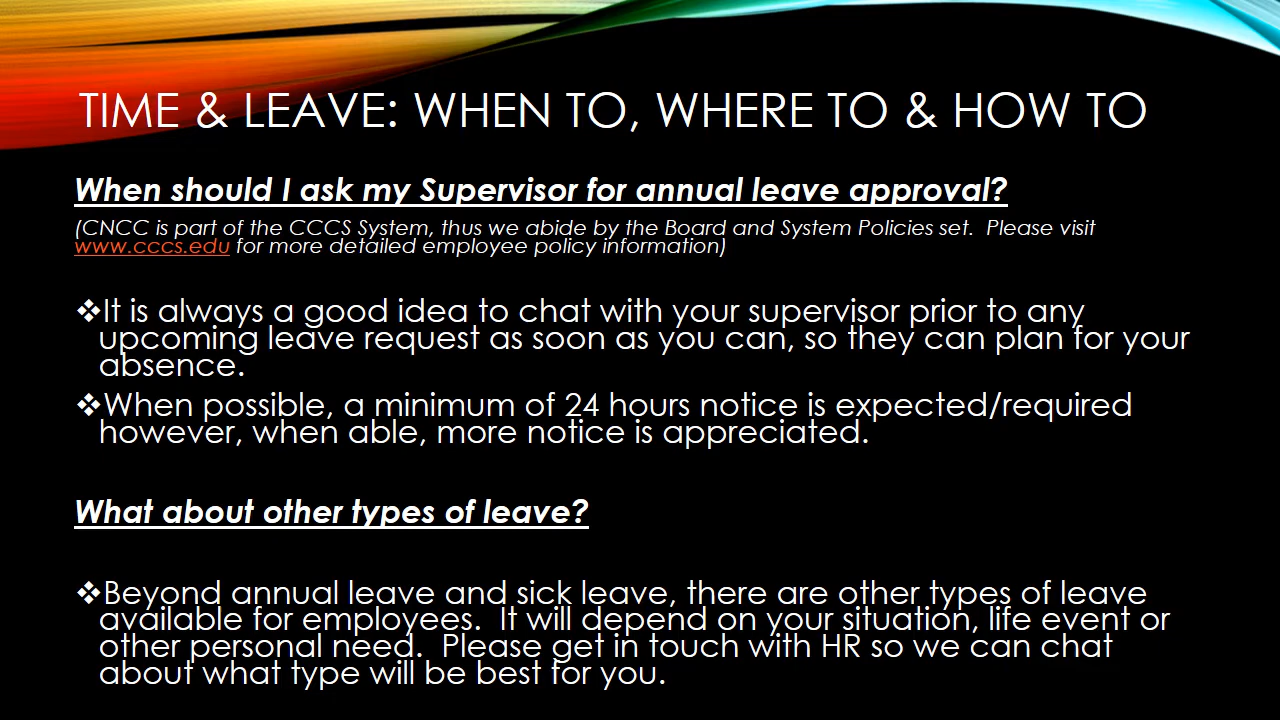 TIME & LEAVE: WHEN TO, WHERE TO & HOW TO
When should I ask my Supervisor for annual leave approval?
(CNCC is part of the CCCS System, thus we abide by the Board and System Policies set.  Please visit
www.cccs.edu for more detailed employee policy information)
❖It is always a good idea to chat with your supervisor prior to any
upcoming leave request as soon as you can, so they can plan for your
absence.
❖When possible, a minimum of 24 hours notice is expected/required
however, when able, more notice is appreciated.
What about other types of leave?
❖Beyond annual leave and sick leave, there are other types of leave
available for employees.  It will depend on your situation, life event or
other personal need.  Please get in touch with HR so we can chat
about what type will be best for you.